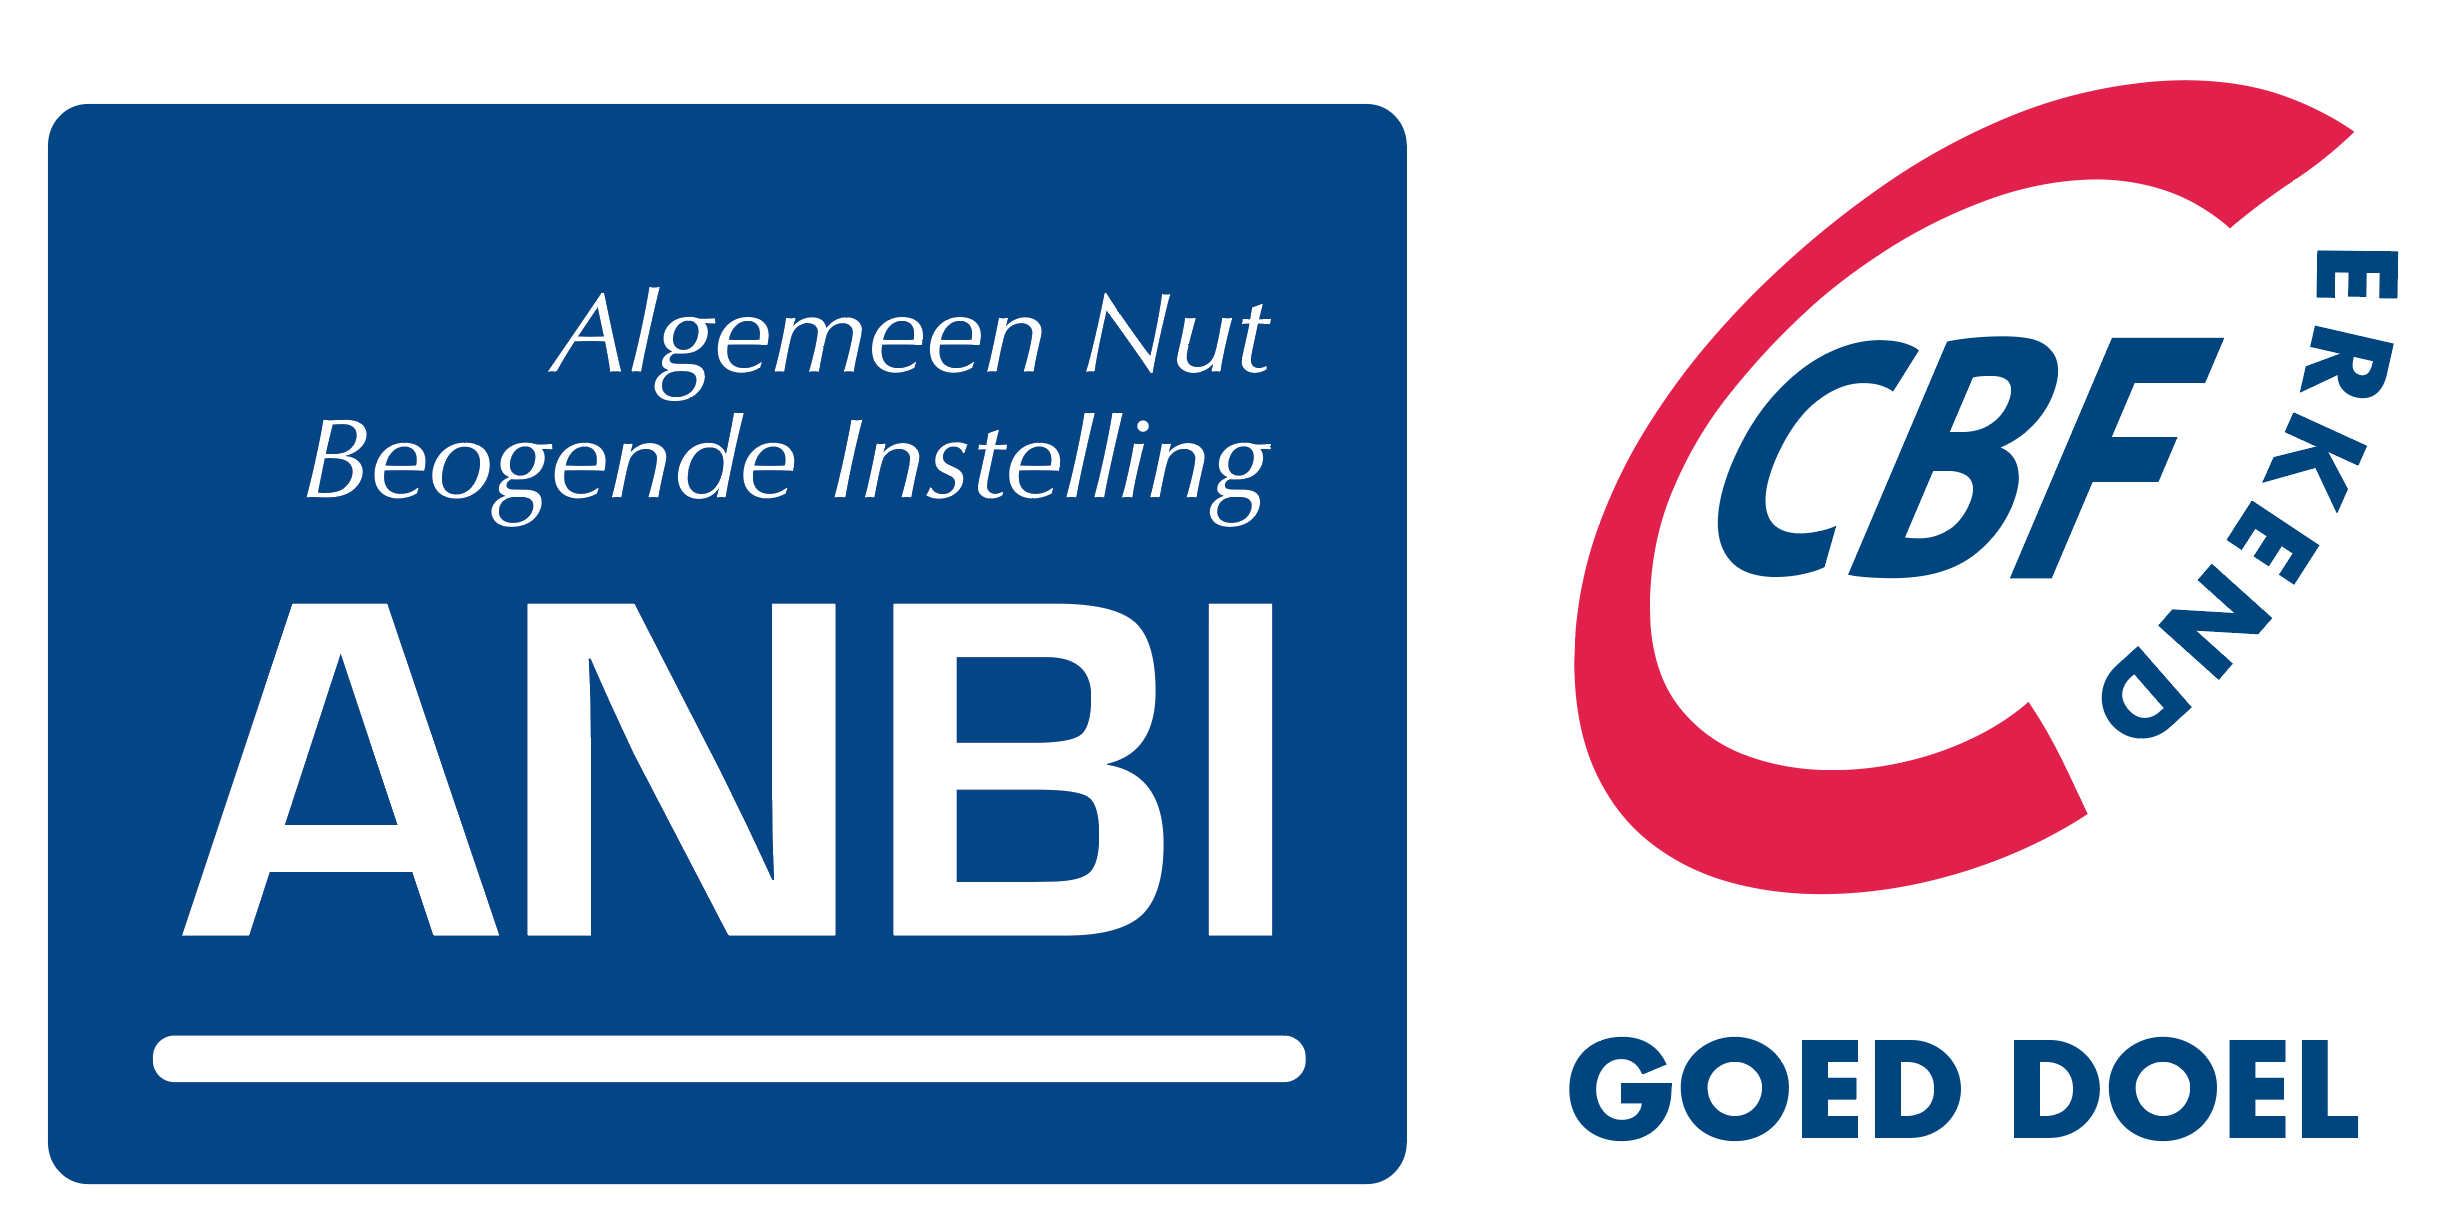 Algemeen Nut
Beogende Instelling
ANBI
CBF
ERKEND
GOED DOEL